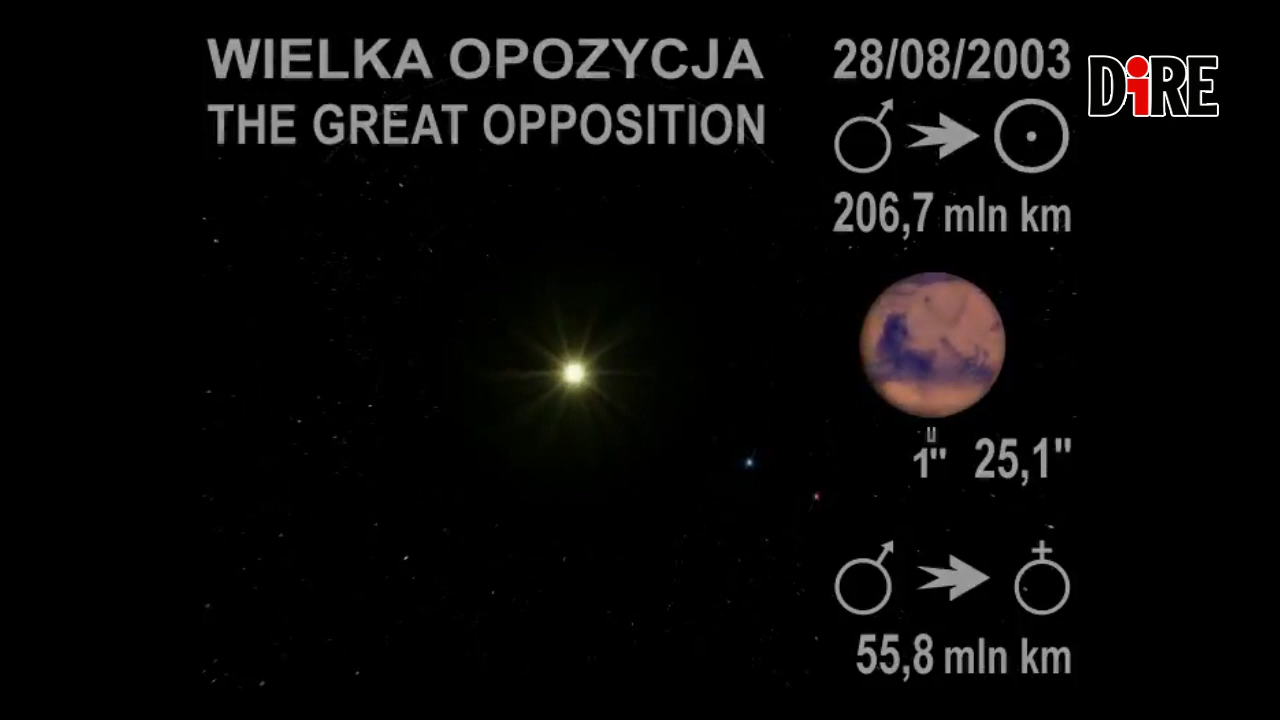 WIELKA OPOZYCJA
THE GREAT OPPOSITION
28/08/2003
DiRE
206,7 mln km
1" 25,1"
55,8 mln km